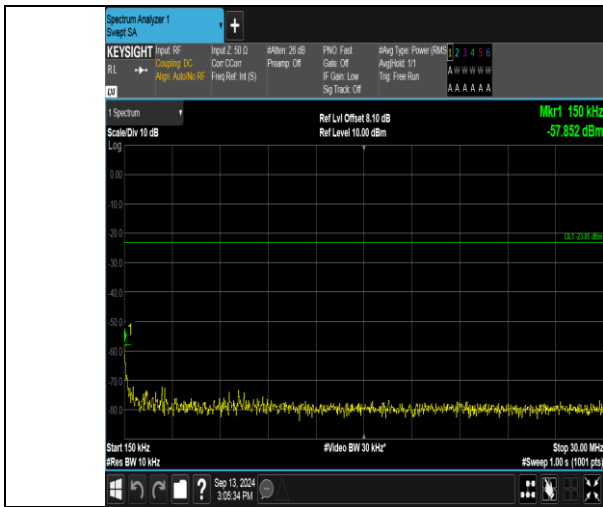 Spectrum Analyzer 1
Swept SA
+
KEYSIGHT
RL
Input: RF
Coupling: DC
Align: Auto/No RF
Input Z: 50 Ω
Corr CCorr
Freq Ref: Int (S)
#Atten: 26 dB
Preamp: Off
PNO: Fast
Gate: Off
IF Gain: Low
Sig Track: Off
#Avg Type: Power (RMS
Avg|Hold: 1/1
Trig: Free Run
1 2 3 4 5 6
A W W W W W
A A A A A A
1 Spectrum
Scale/Div 10 dB
Ref Lvl Offset 8.10 dB
Ref Level 10.00 dBm
Mkr1 150 kHz
-57.852 dBm
Log
0.00
-10.0
-20.0
DL1 -23.00 dBm
-30.0
-40.0
-50.0
1
-60.0
-70.0
-80.0
Start 150 kHz
#Video BW 30 kHz*
Stop 30.00 MHz
#Res BW 10 kHz
#Sweep 1.00 s (1001 pts)
?
Sep 13, 2024
3:05:34 PM